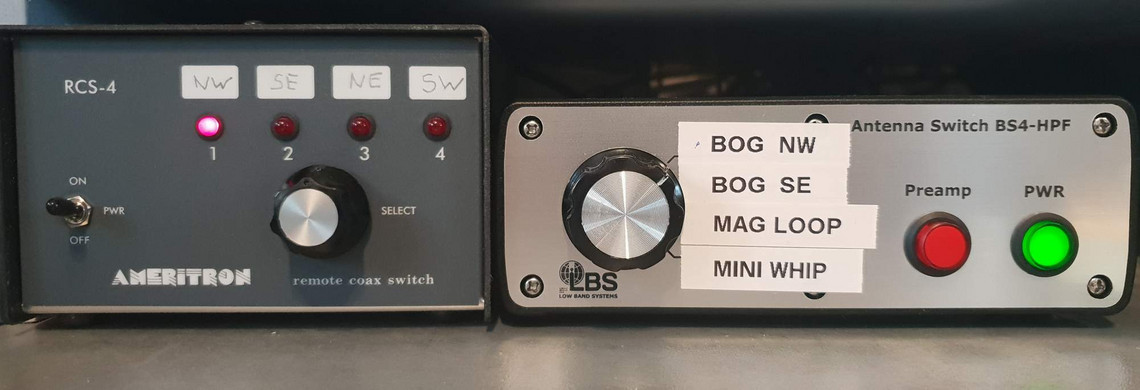 RCS-4
NW SE NE SW
1 2 3 4
ON
PWR
OFF
SELECT
AMERITRON
remote coax switch
Antenna Switch BS4-HPF
BOG NW
BOG SE
MAG LOOP
MINI WHIP
Preamp
PWR
LBS
LOW BAND SYSTEMS